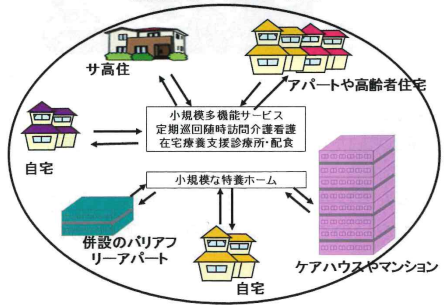 サ高住
アパートや高齢者住宅
小規模多機能サービス
定期巡回随時訪問介護看護
在宅療養支援診療所・配食
自宅
小規模な特養ホーム
併設のバリアフ
リーアパート
自宅
ケアハウスやマンション